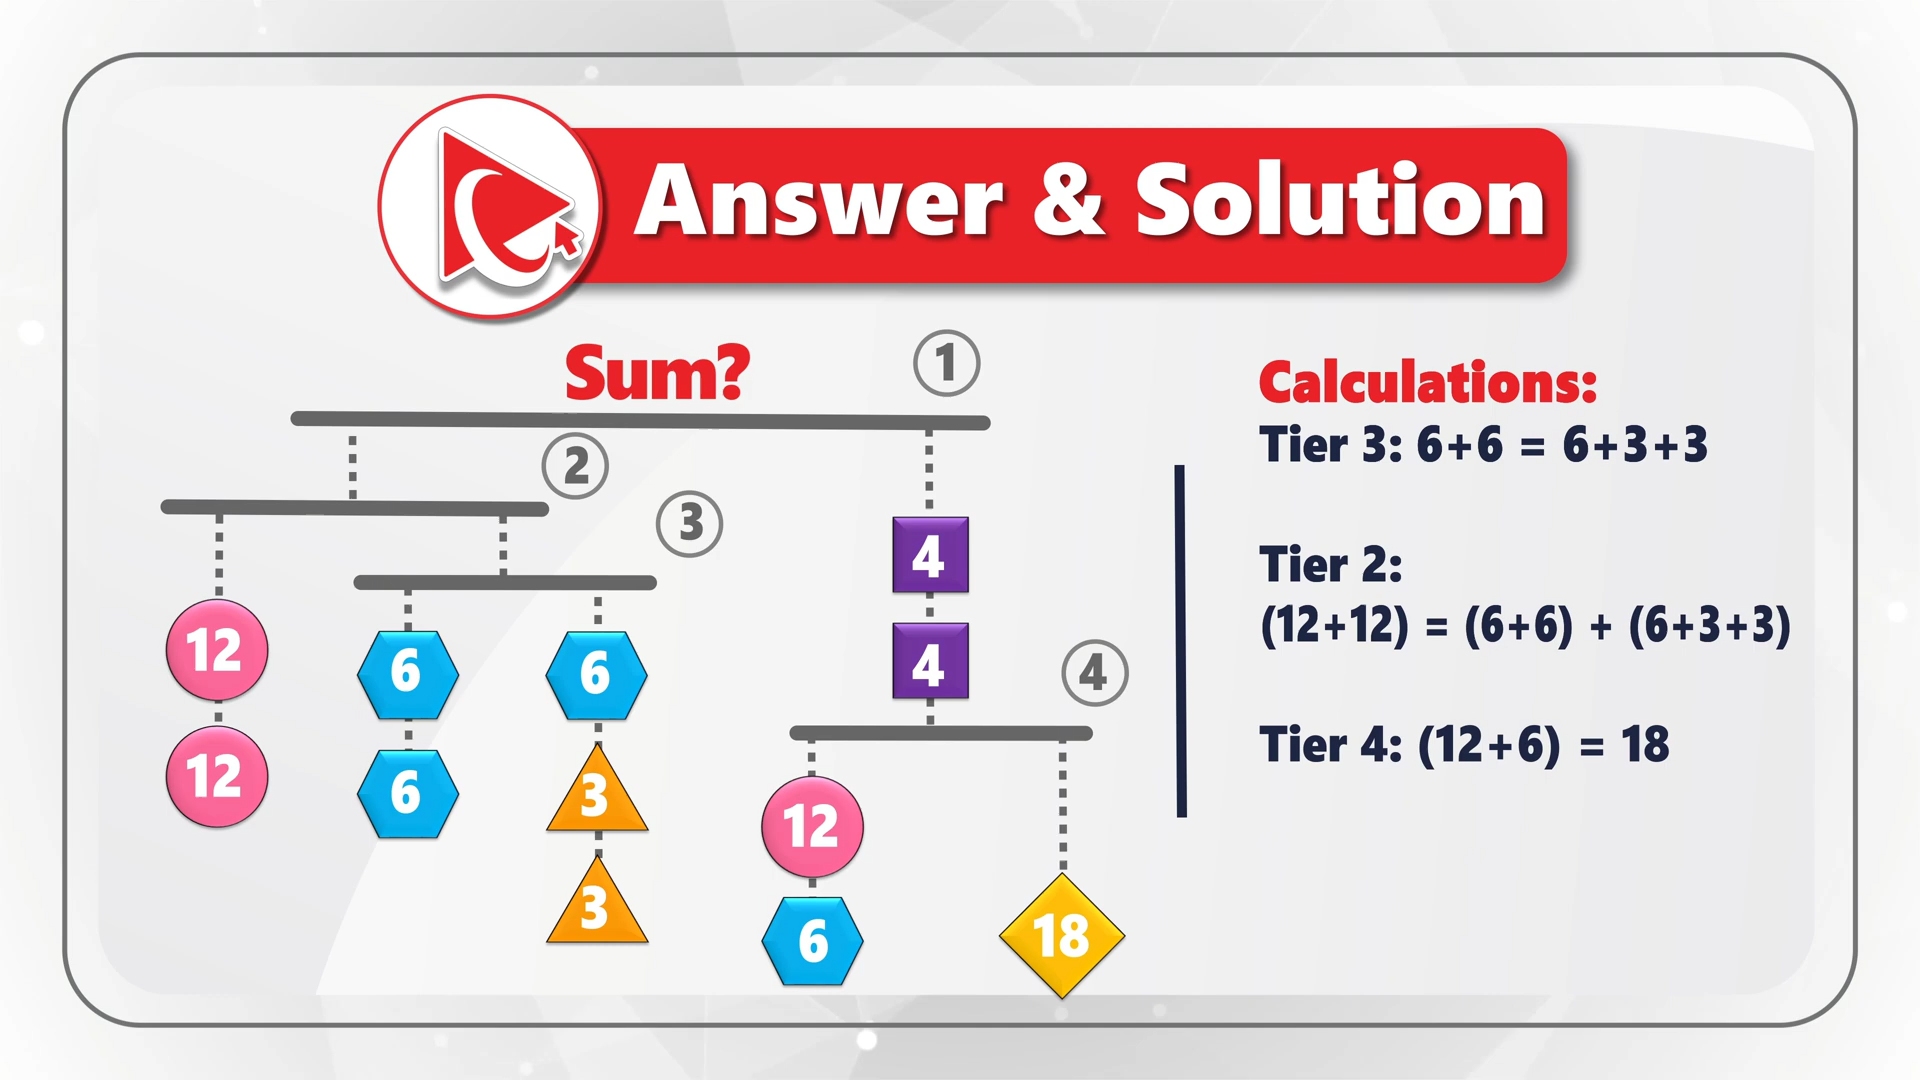 Answer & Solution
Sum?
1
2
3
4
12
12
6
6
6
3
3
4
4
12
6
18
Calculations:
Tier 3: 6+6 = 6+3+3
Tier 2:
(12+12) = (6+6) + (6+3+3)
Tier 4: (12+6) = 18